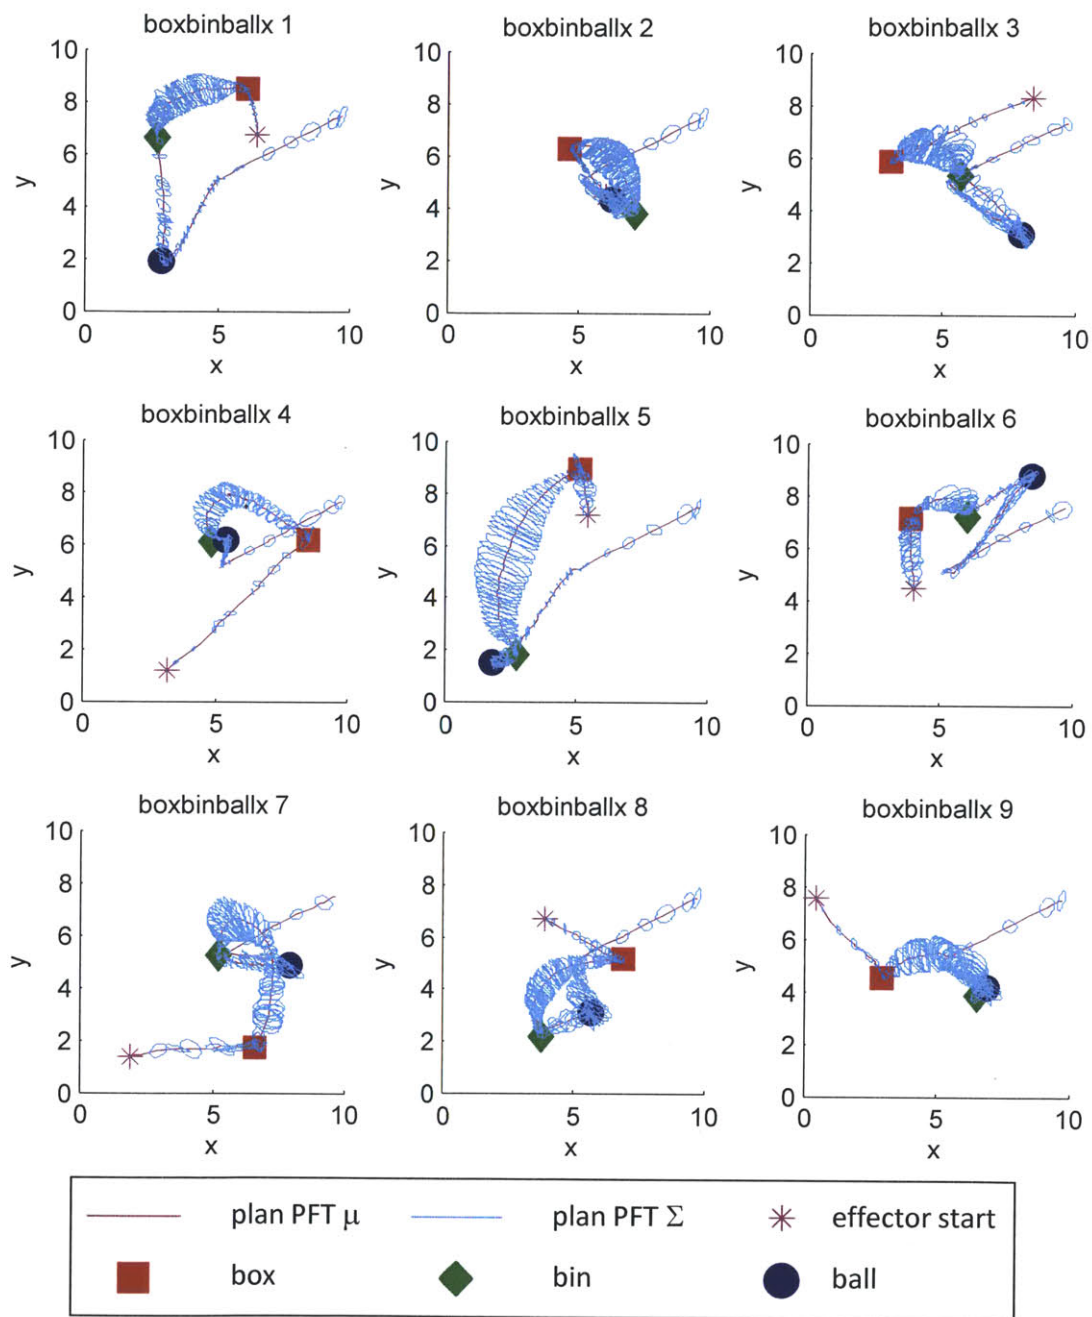 boxbinballx 1
boxbinballx 2
boxbinballx 3
10
8
6
4
2
0
y
0
5
10
x
10
8
6
4
2
0
y
0
5
10
x
10
8
6
4
2
0
y
0
5
10
x
boxbinballx 4
boxbinballx 5
boxbinballx 6
10
8
6
4
2
0
y
0
5
10
x
10
8
6
4
2
0
y
0
5
10
x
10
8
6
4
2
0
y
0
5
10
x
boxbinballx 7
boxbinballx 8
boxbinballx 9
10
8
6
4
2
0
y
0
5
10
x
10
8
6
4
2
0
y
0
5
10
x
10
8
6
4
2
0
y
0
5
10
x
plan PFT μ
plan PFT Σ
effector start
box
bin
ball